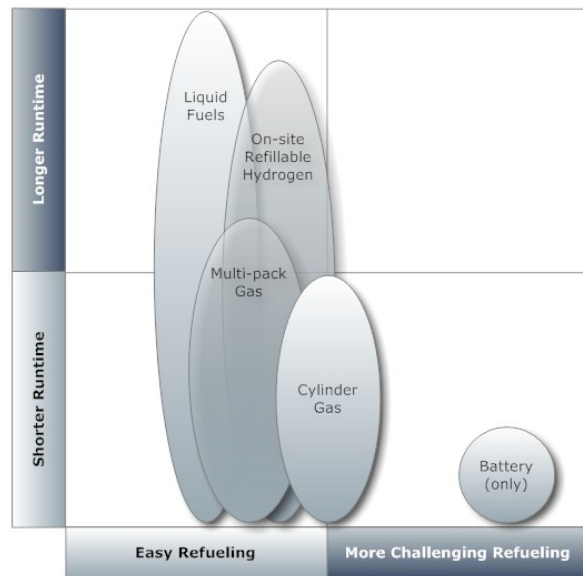 Longer Runtime
Shorter Runtime
Liquid
Fuels
On-site
Refillable
Hydrogen
Multi-pack
Gas
Cylinder
Gas
Battery
(only)
Easy Refueling
More Challenging Refueling